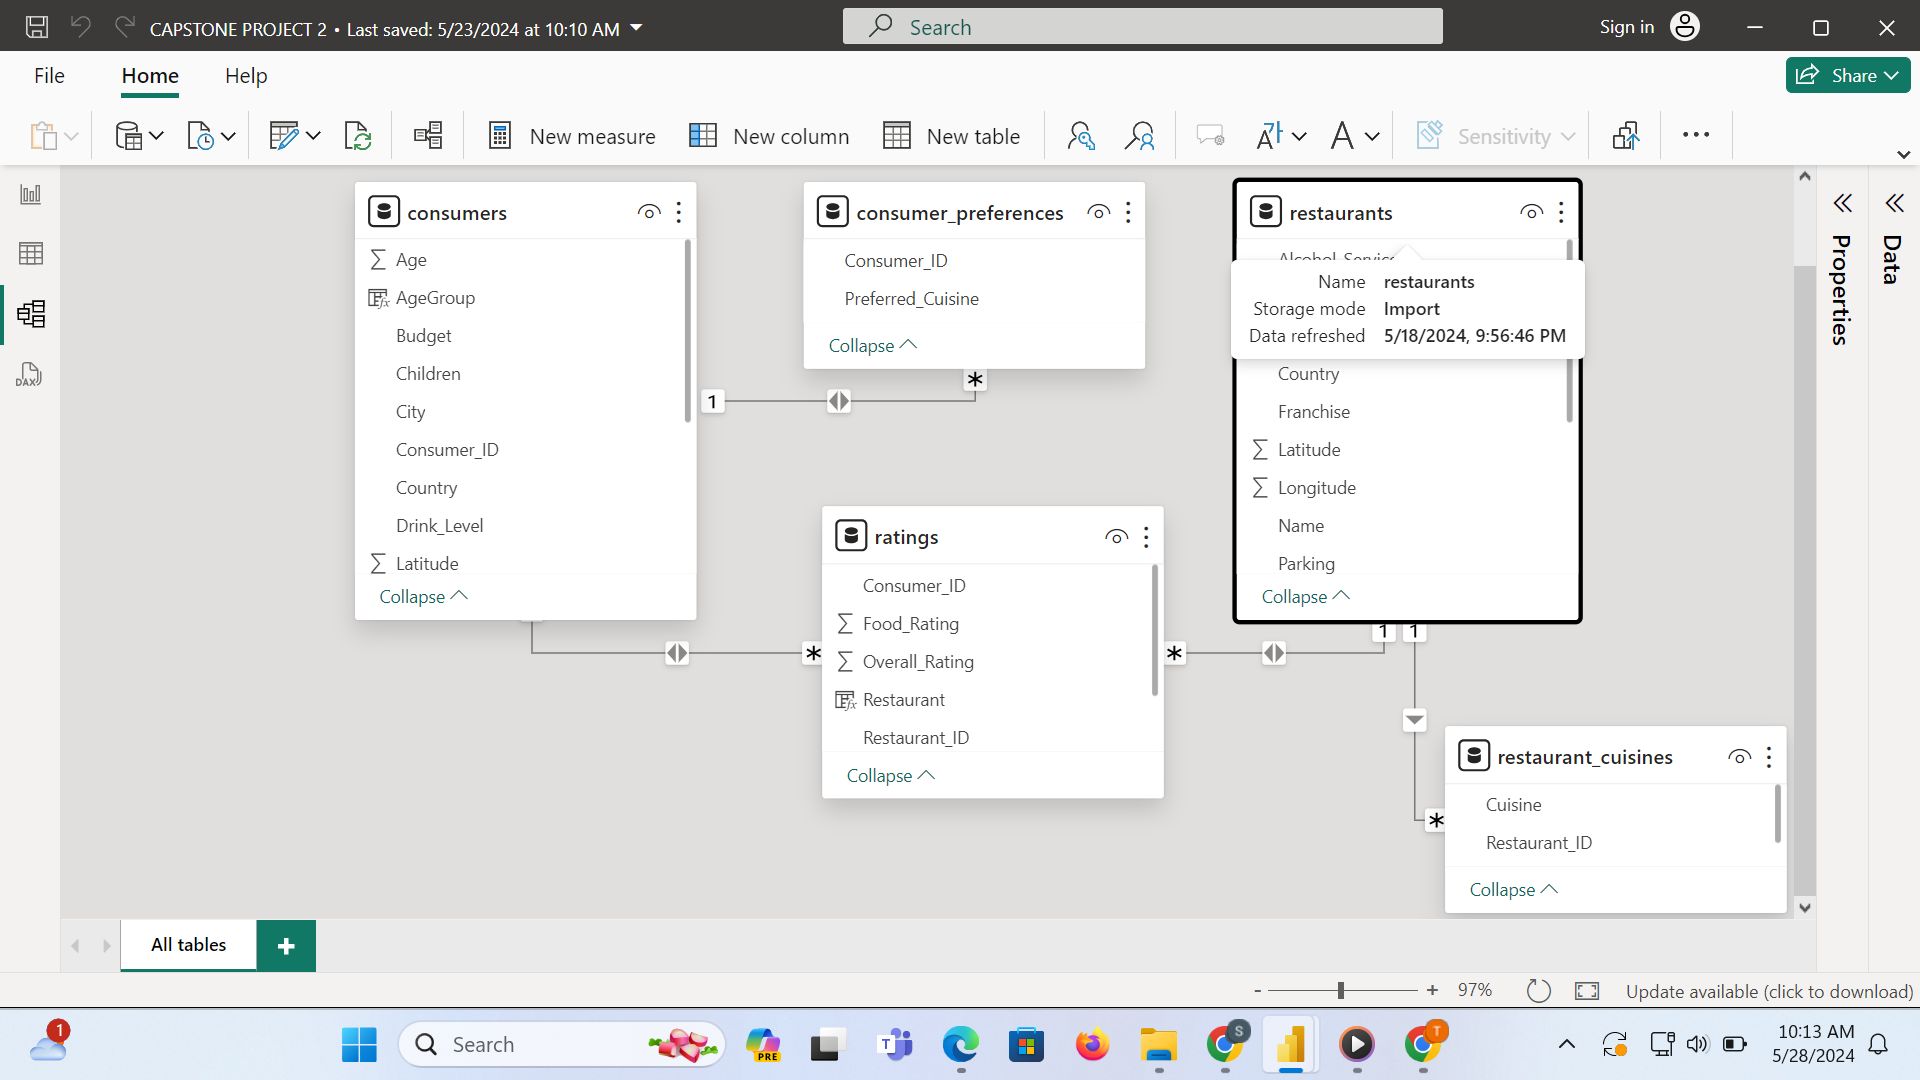 CAPSTONE PROJECT 2 • Last saved: 5/23/2024 at 10:10 AM
Search
Sign in
File
Home
Help
Share
New measure
New column
New table
Sensitivity
consumers
Age
AgeGroup
Budget
Children
City
Consumer_ID
Country
Drink_Level
Latitude
Collapse
consumer_preferences
Consumer_ID
Preferred_Cuisine
Collapse
restaurants
Alcohol_Service
Name restaurants
Storage mode Import
Data refreshed 5/18/2024, 9:56:46 PM
Country
Franchise
Latitude
Longitude
Name
Parking
Collapse
1
*
ratings
Consumer_ID
Food_Rating
Overall_Rating
Restaurant
Restaurant_ID
Collapse
*
*
1 1
*
restaurant_cuisines
Cuisine
Restaurant_ID
Collapse
Properties
Data
DAX
All tables
+
- + 97%
Update available (click to download)
1
Search
PRE
T
S
T
10:13 AM
5/28/2024